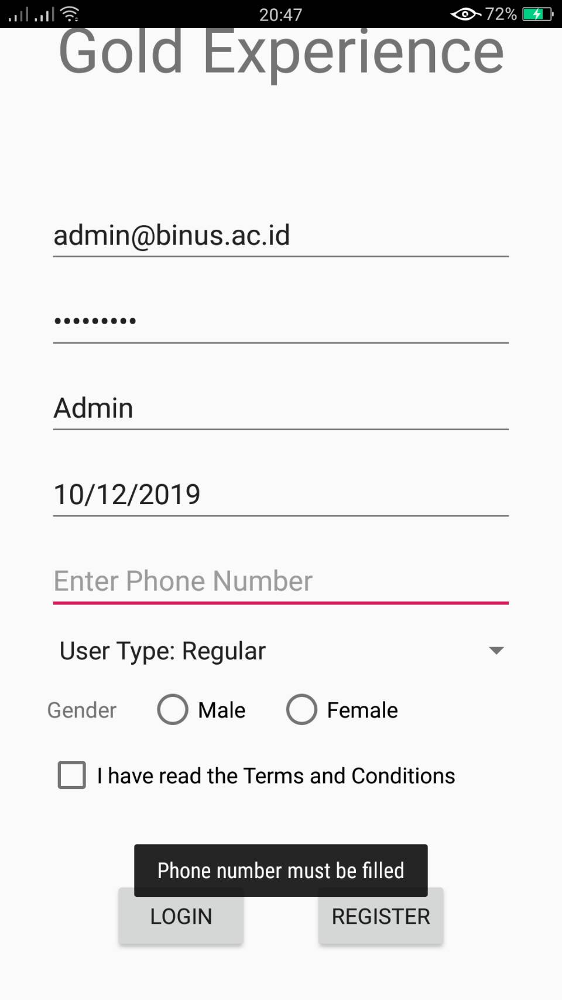 20:47
72%
Gold Experience
admin@binus.ac.id
•••••••••
Admin
10/12/2019
Enter Phone Number
User Type: Regular
Gender Male Female
I have read the Terms and Conditions
Phone number must be filled
LOGIN REGISTER